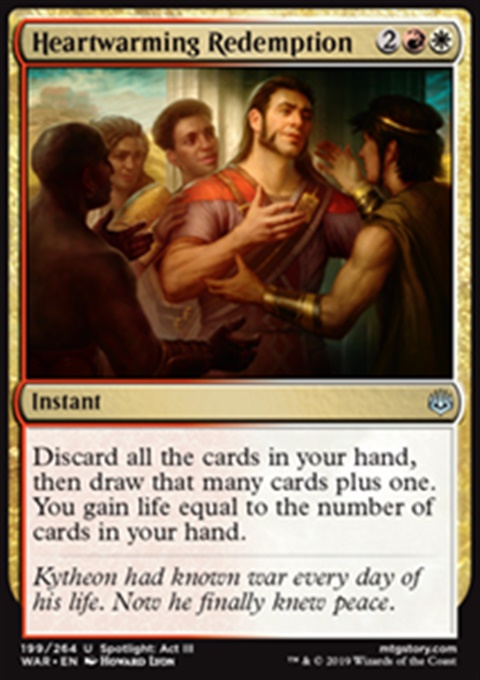 Heartwarming Redemption 2
Instant
Discard all the cards in your hand,
then draw that many cards plus one.
You gain life equal to the number of
cards in your hand.
Kytheon had known war every day of
his life. Now he finally knew peace.
199/264 U Spotlight: Act III mtgstory.com
WAR • EN Howard Lyon ™ & © 2019 Wizards of the Coast